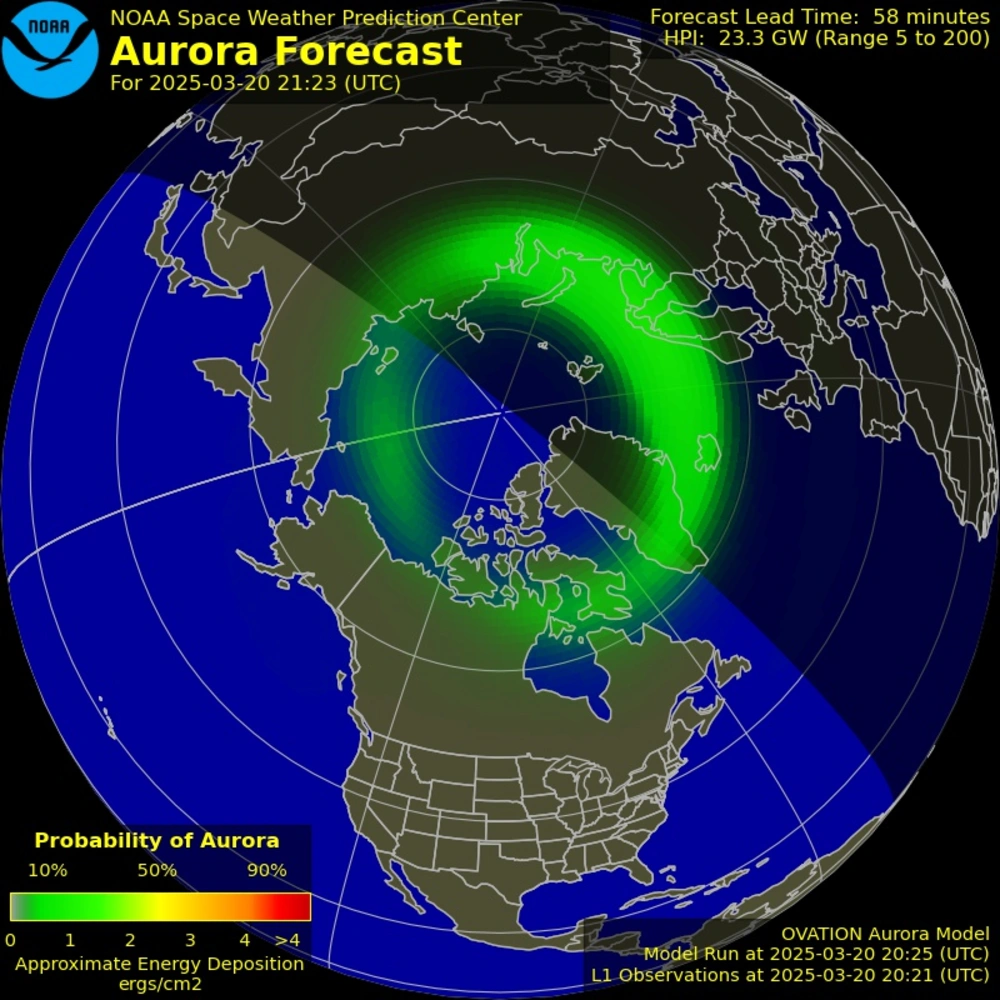 NOAA
NOAA Space Weather Prediction Center
Aurora Forecast
For 2025-03-20 21:23 (UTC)
Forecast Lead Time: 58 minutes
HPI: 23.3 GW (Range 5 to 200)
Probability of Aurora
10% 50% 90%
0 1 2 3 4 >4
Approximate Energy Deposition
ergs/cm2
OVATION Aurora Model
Model Run at 2025-03-20 20:25 (UTC)
L1 Observations at 2025-03-20 20:21 (UTC)